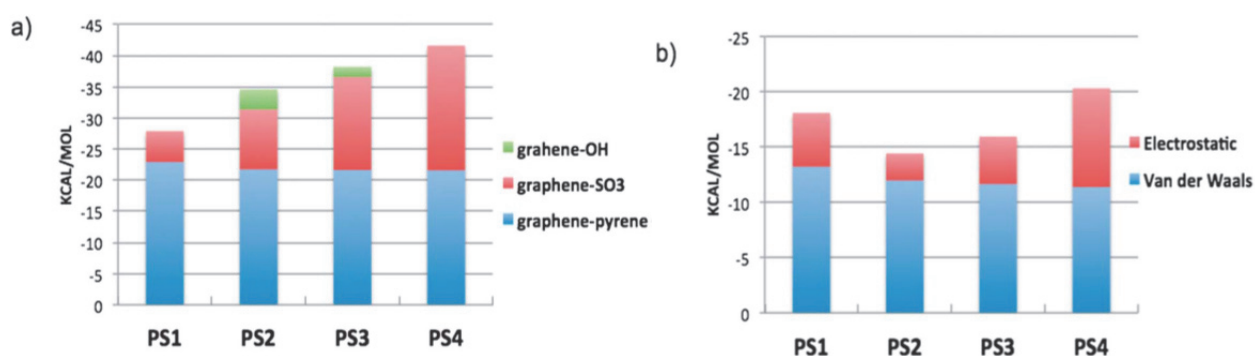 a)
-45
-40
-35
-30
-25
-20
-15
-10
-5
0
KCAL/MOL
PS1 PS2 PS3 PS4
grahene-OH
graphene-SO3
graphene-pyrene
b)
-25
-20
-15
-10
-5
0
KCAL/MOL
PS1 PS2 PS3 PS4
Electrostatic
Van der Waals